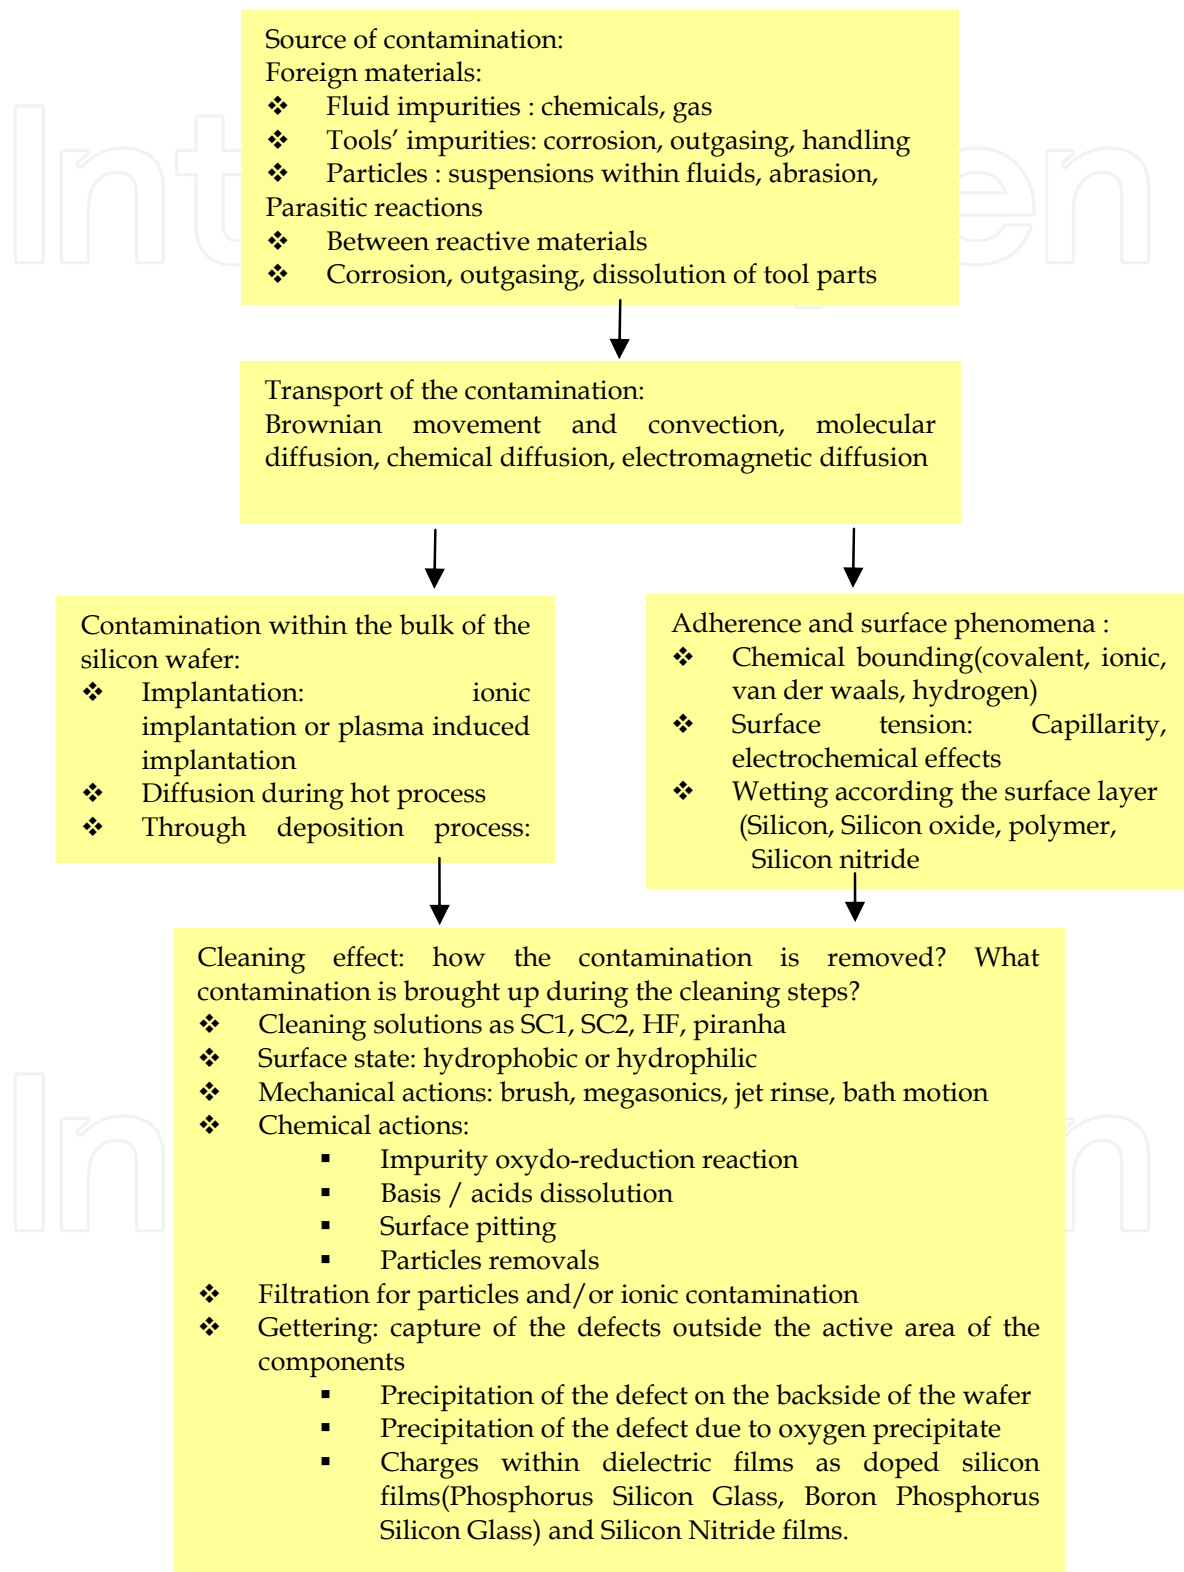 Source of contamination:
Foreign materials:
❖ Fluid impurities : chemicals, gas
❖ Tools’ impurities: corrosion, outgasing, handling
❖ Particles : suspensions within fluids, abrasion,
Parasitic reactions
❖ Between reactive materials
❖ Corrosion, outgasing, dissolution of tool parts
Transport of the contamination:
Brownian movement and convection, molecular
diffusion, chemical diffusion, electromagnetic diffusion
Contamination within the bulk of the
silicon wafer:
❖ Implantation: ionic
implantation or plasma induced
implantation
❖ Diffusion during hot process
❖ Through deposition process:
Adherence and surface phenomena :
❖ Chemical bounding(covalent, ionic,
van der waals, hydrogen)
❖ Surface tension: Capillarity,
electrochemical effects
❖ Wetting according the surface layer
(Silicon, Silicon oxide, polymer,
Silicon nitride
Cleaning effect: how the contamination is removed? What
contamination is brought up during the cleaning steps?
❖ Cleaning solutions as SC1, SC2, HF, piranha
❖ Surface state: hydrophobic or hydrophilic
❖ Mechanical actions: brush, megasonics, jet rinse, bath motion
❖ Chemical actions:
▪ Impurity oxydo-reduction reaction
▪ Basis / acids dissolution
▪ Surface pitting
▪ Particles removals
❖ Filtration for particles and/or ionic contamination
❖ Gettering: capture of the defects outside the active area of the
components
▪ Precipitation of the defect on the backside of the wafer
▪ Precipitation of the defect due to oxygen precipitate
▪ Charges within dielectric films as doped silicon
films(Phosphorus Silicon Glass, Boron Phosphorus
Silicon Glass) and Silicon Nitride films.